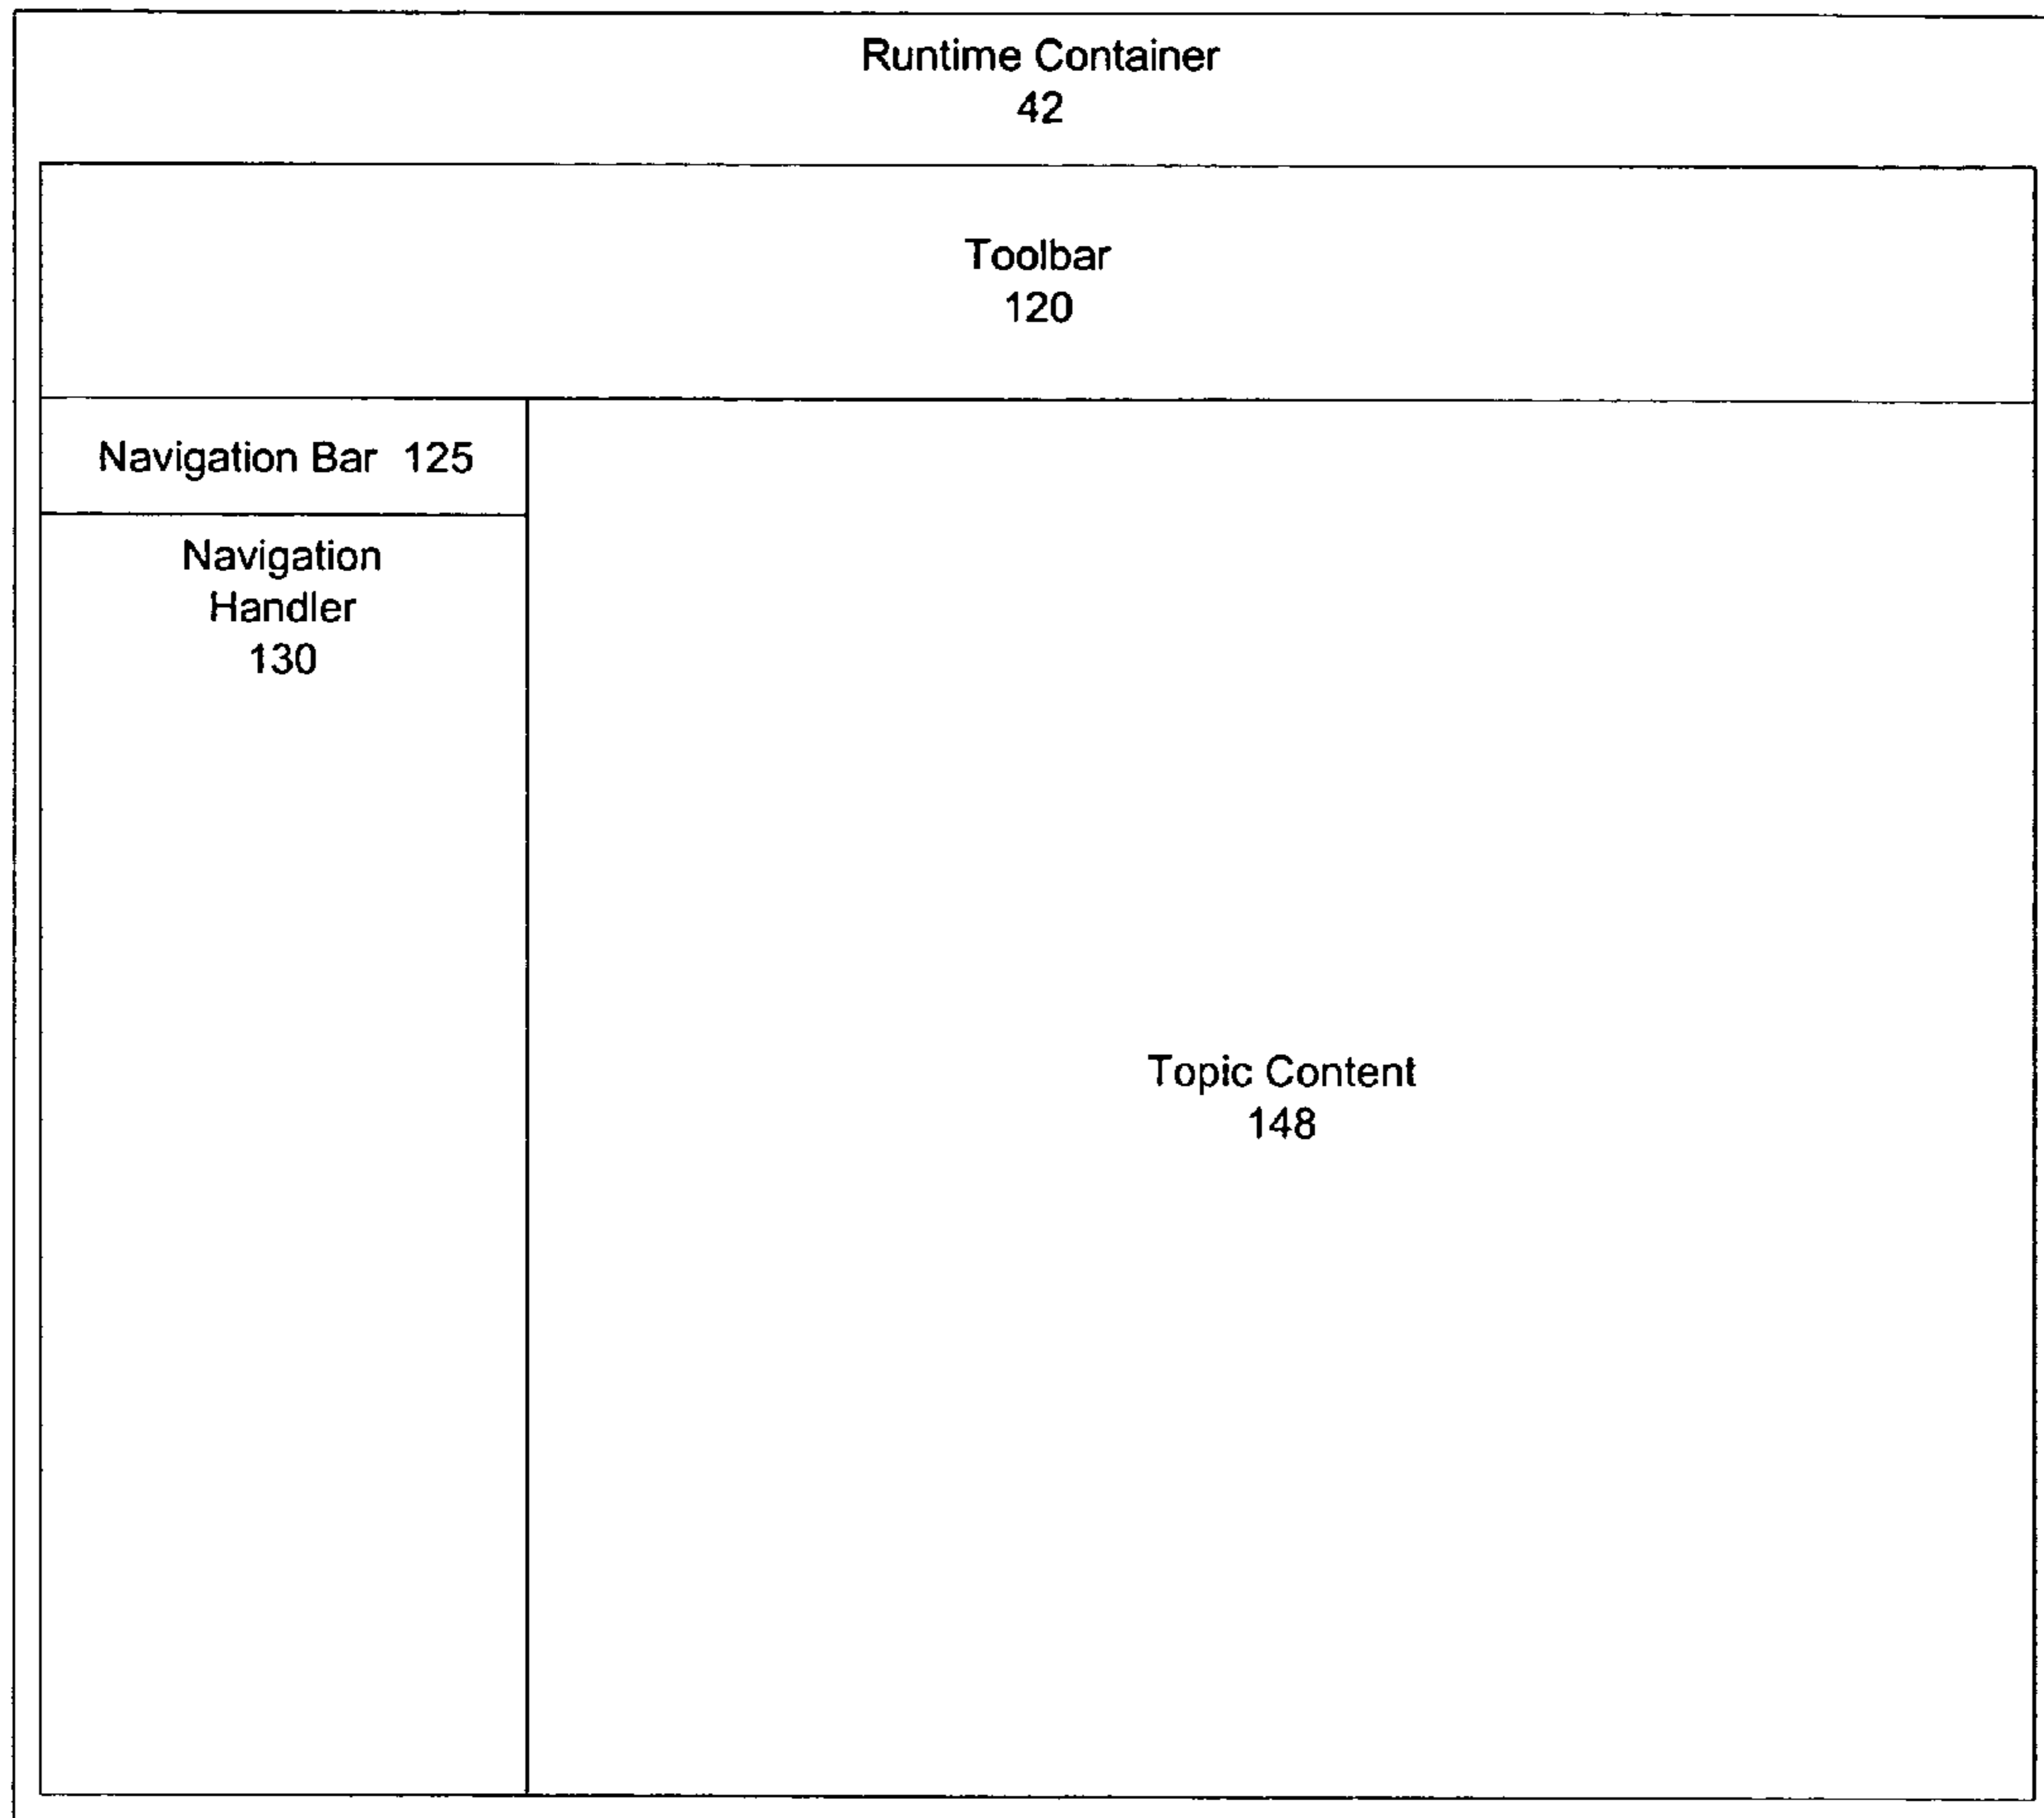 Runtime Container
42
Toolbar
120
Navigation Bar 125
Navigation
Handler
130
Topic Content
148